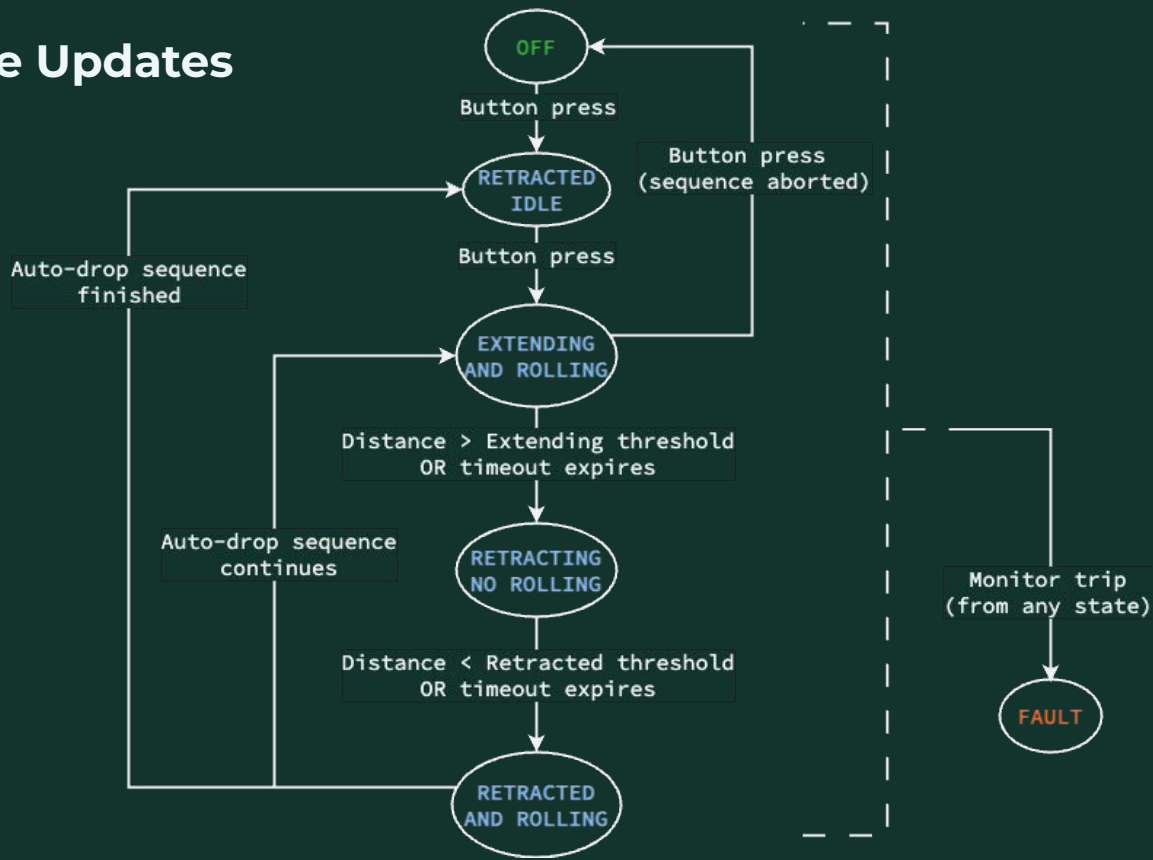 e Updates
OFF
Button press
Button press
(sequence aborted)
RETRACTED
IDLE
Button press
Auto-drop sequence
finished
EXTENDING
AND ROLLING
Distance > Extending threshold
OR timeout expires
Auto-drop sequence
continues
RETRACTING
NO ROLLING
Monitor trip
(from any state)
Distance < Retracted threshold
OR timeout expires
FAULT
RETRACTED
AND ROLLING